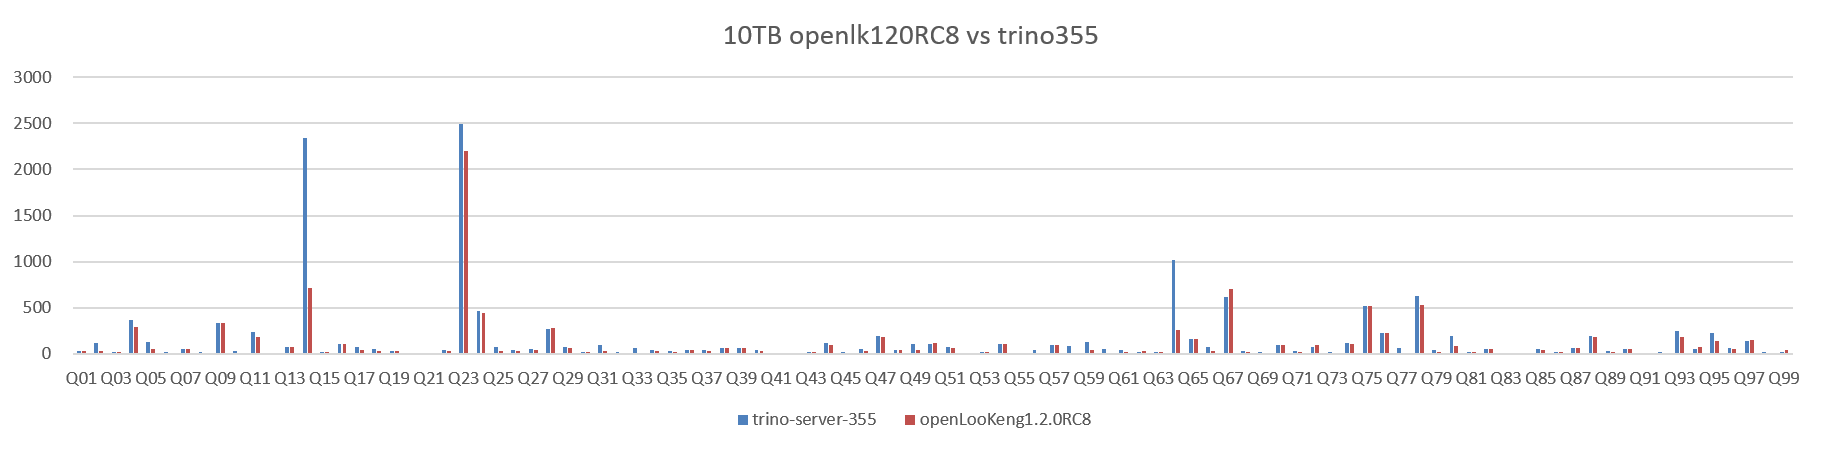 10TB openlk120RC8 vs trino355
3000
2500
2000
1500
1000
500
0
Q01 Q03 Q05 Q07 Q09 Q11 Q13 Q15 Q17 Q19 Q21 Q23 Q25 Q27 Q29 Q31 Q33 Q35 Q37 Q39 Q41 Q43 Q45 Q47 Q49 Q51 Q53 Q55 Q57 Q59 Q61 Q63 Q65 Q67 Q69 Q71 Q73 Q75 Q77 Q79 Q81 Q83 Q85 Q87 Q89 Q91 Q93 Q95 Q97 Q99
trino-server-355 openLooKeng1.2.0RC8